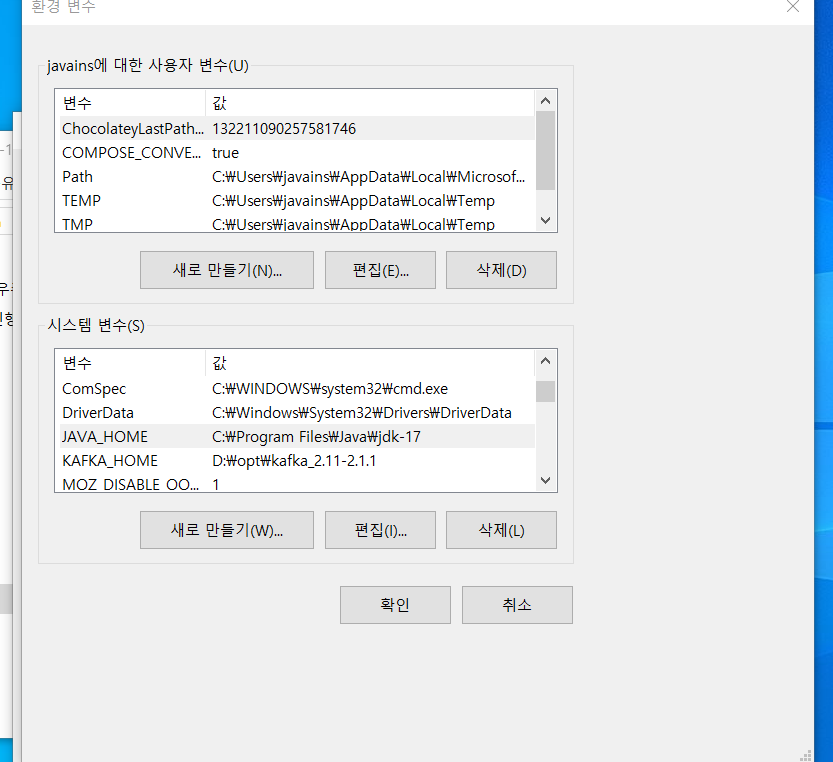 환경 변수
javains에 대한 사용자 변수(U)
변수 값
ChocolateyLastPath... 132211090257581746
COMPOSE_CONVE... true
Path C:₩Users₩javains₩AppData₩Local₩Microsof...
TEMP C:₩Users₩javains₩AppData₩Local₩Temp
TMP C:₩Users₩javains₩AppData₩Local₩Temp
새로 만들기(N)... 편집(E)... 삭제(D)
시스템 변수(S)
변수 값
ComSpec C:₩WINDOWS₩system32₩cmd.exe
DriverData C:₩Windows₩System32₩Drivers₩DriverData
JAVA_HOME C:₩Program Files₩Java₩jdk-17
KAFKA_HOME D:₩opt₩kafka_2.11-2.1.1
MOZ_DISABLE_OO... 1
새로 만들기(W)... 편집(I)... 삭제(L)
확인 취소